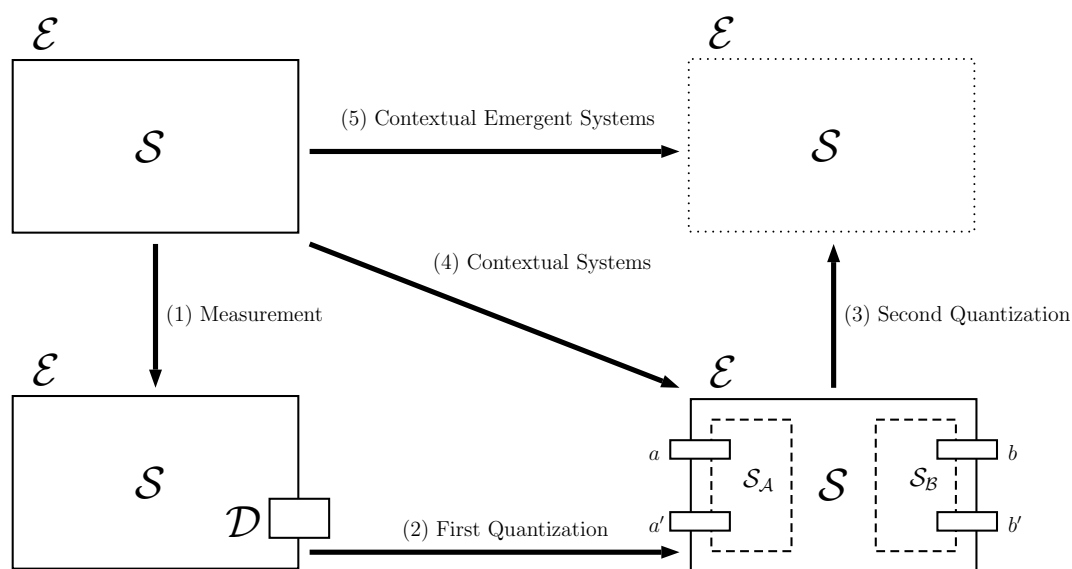 ℰ
ℰ
𝒮
(5) Contextual Emergent Systems
𝒮
(4) Contextual Systems
(1) Measurement
(3) Second Quantization
ℰ
ℰ
a
b
𝒮
𝒮_𝒜
𝒮
𝒮_ℬ
𝒟
a′
b′
(2) First Quantization